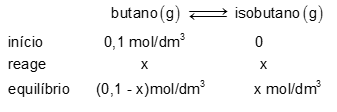 butano(g) ⇌ isobutano(g)
início 0,1 mol/dm³ 0
reage x x
equilíbrio (0,1 - x)mol/dm³ x mol/dm³